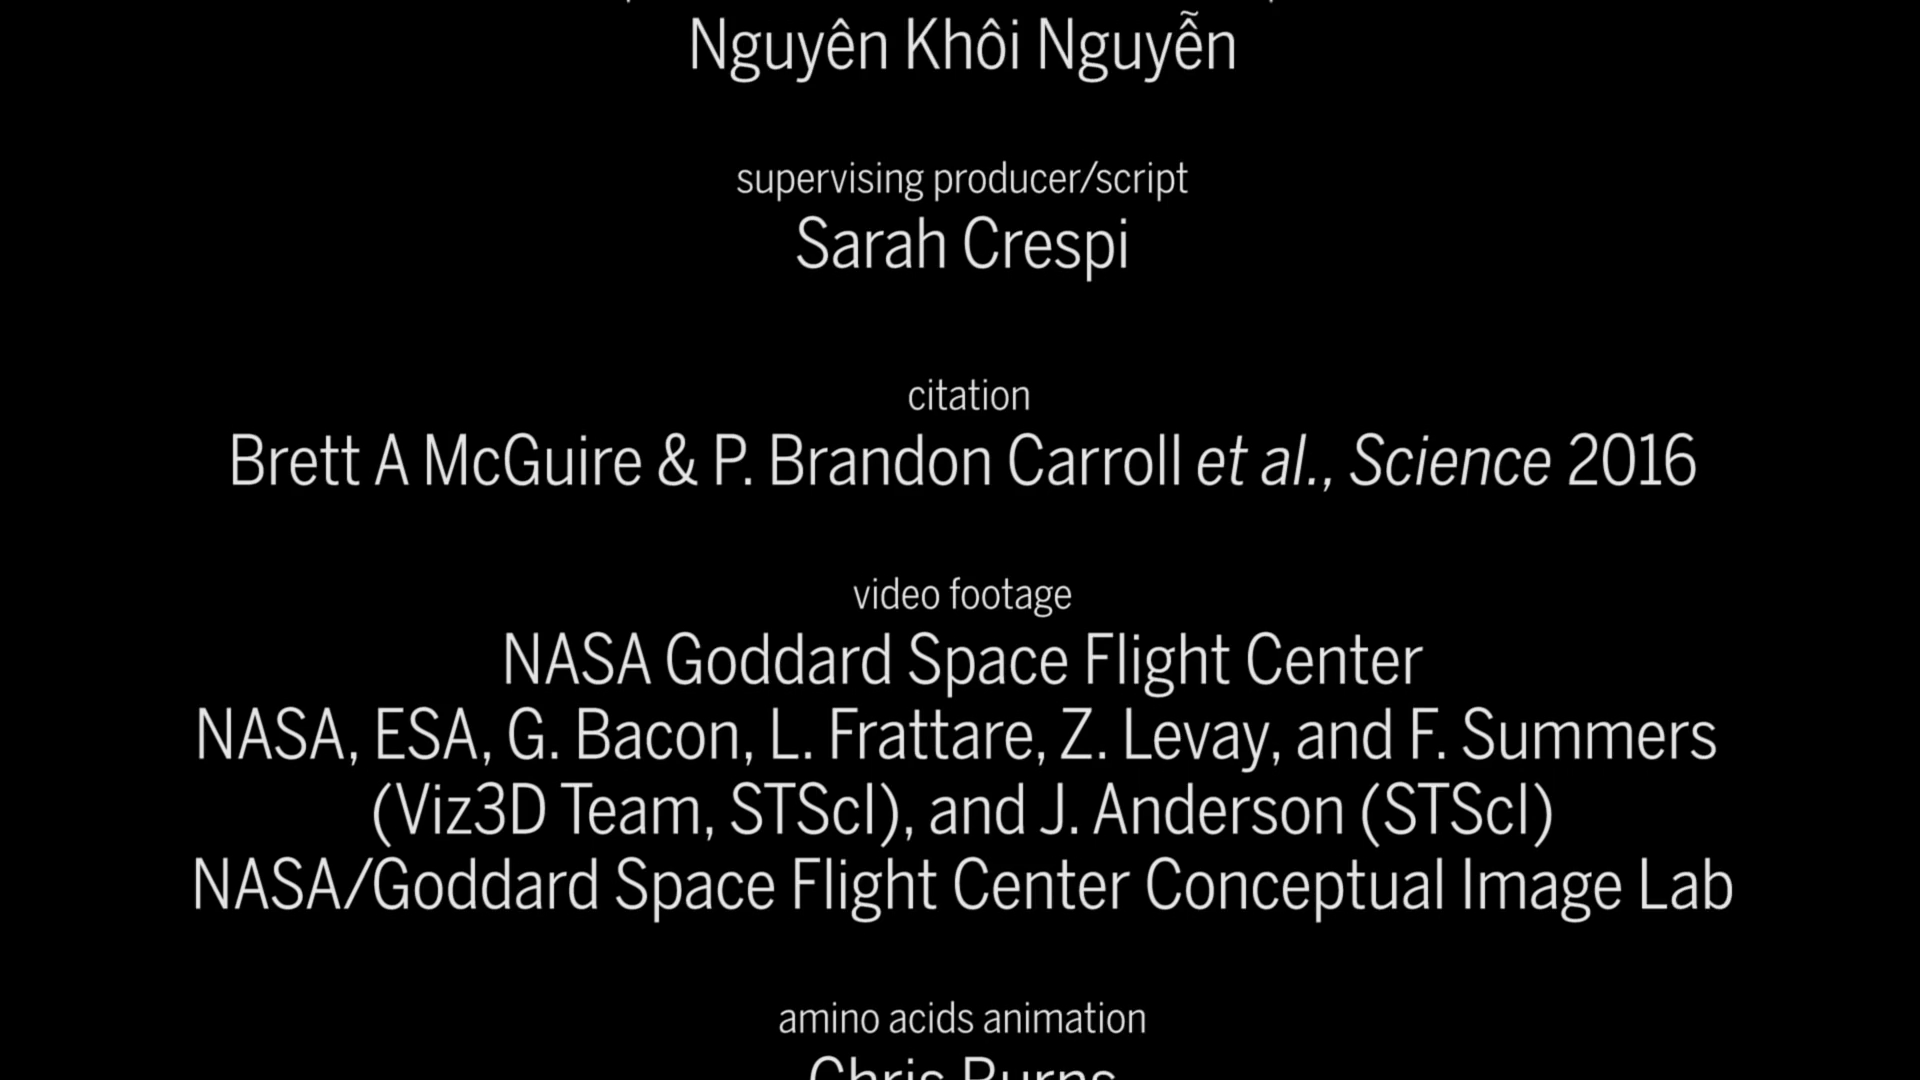 Nguyên Khôi Nguyễn
supervising producer/script
Sarah Crespi
citation
Brett A McGuire & P. Brandon Carroll et al., Science 2016
video footage
NASA Goddard Space Flight Center
NASA, ESA, G. Bacon, L. Frattare, Z. Levay, and F. Summers
(Viz3D Team, STScI), and J. Anderson (STScI)
NASA/Goddard Space Flight Center Conceptual Image Lab
amino acids animation
Chris Burns